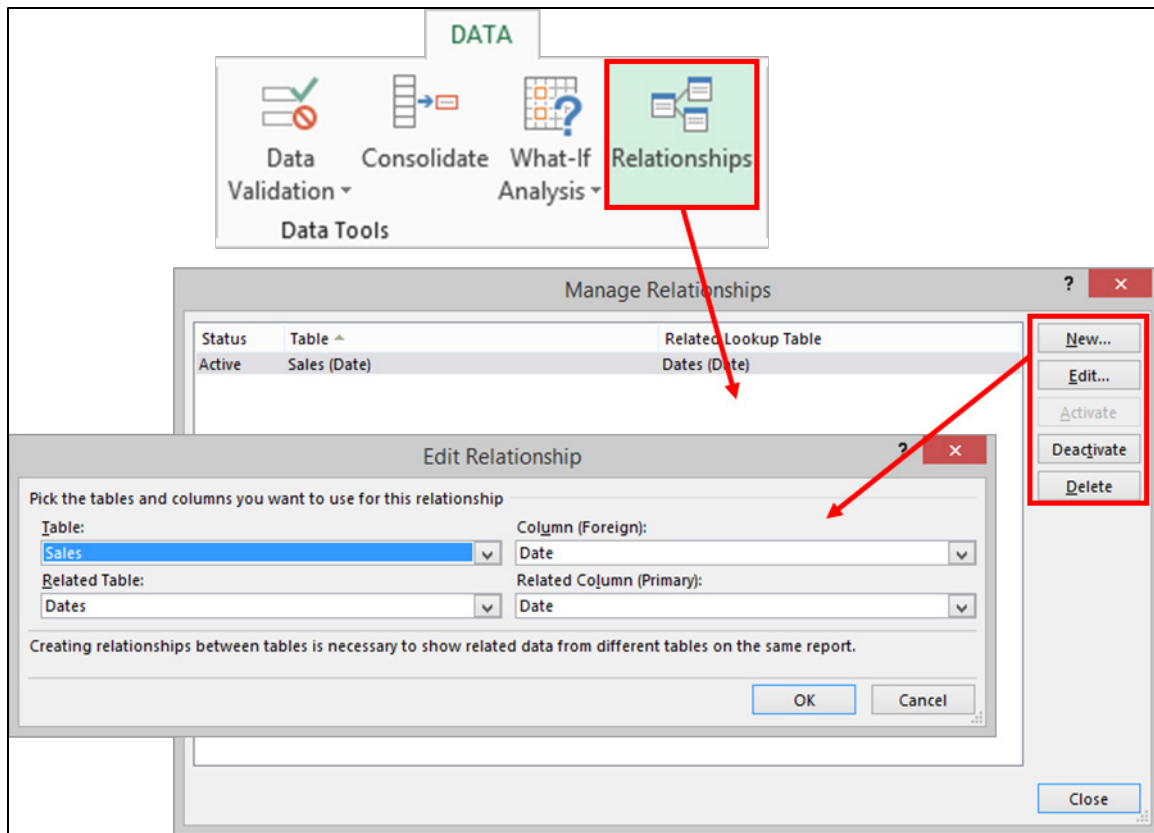 DATA
Data
Validation
Consolidate
What-If
Analysis
Relationships
Data Tools
Manage Relationships
?
Status Table Related Lookup Table
Active Sales (Date) Dates (Date)
New...
Edit...
Activate
Deactivate
Delete
Edit Relationship
?
Pick the tables and columns you want to use for this relationship
Table: Column (Foreign):
Sales Date
Related Table: Related Column (Primary):
Dates Date
Creating relationships between tables is necessary to show related data from different tables on the same report.
OK Cancel
Close